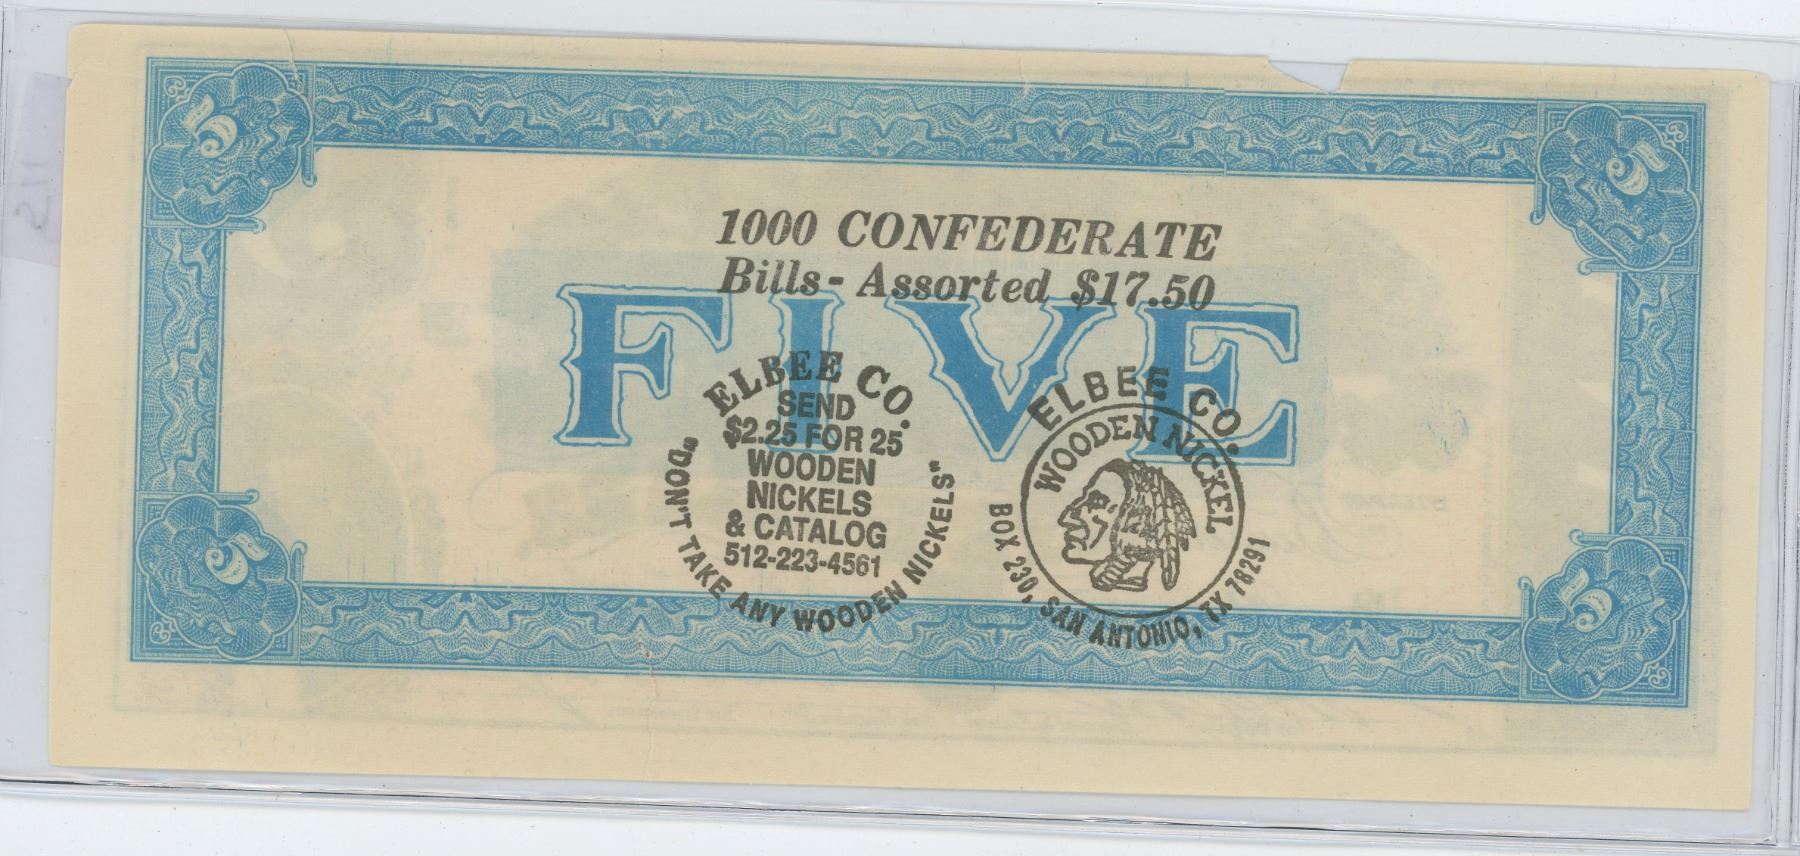 5
5
1000 CONFEDERATE
Bills - Assorted $17.50
FIVE
ELBEE CO.
SEND
$2.25 FOR 25
WOODEN
NICKELS
& CATALOG
512-223-4561
"DON'T TAKE ANY WOODEN NICKELS"
ELBEE CO.
WOODEN NICKEL
BOX 230, SAN ANTONIO, TX 78291
5
5
211